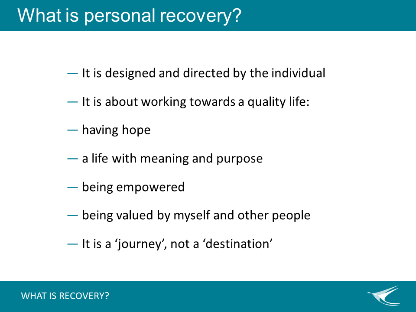 What is personal recovery?
— It is designed and directed by the individual
— It is about working towards a quality life:
— having hope
— a life with meaning and purpose
— being empowered
— being valued by myself and other people
— It is a ‘journey’, not a ‘destination’
WHAT IS RECOVERY?